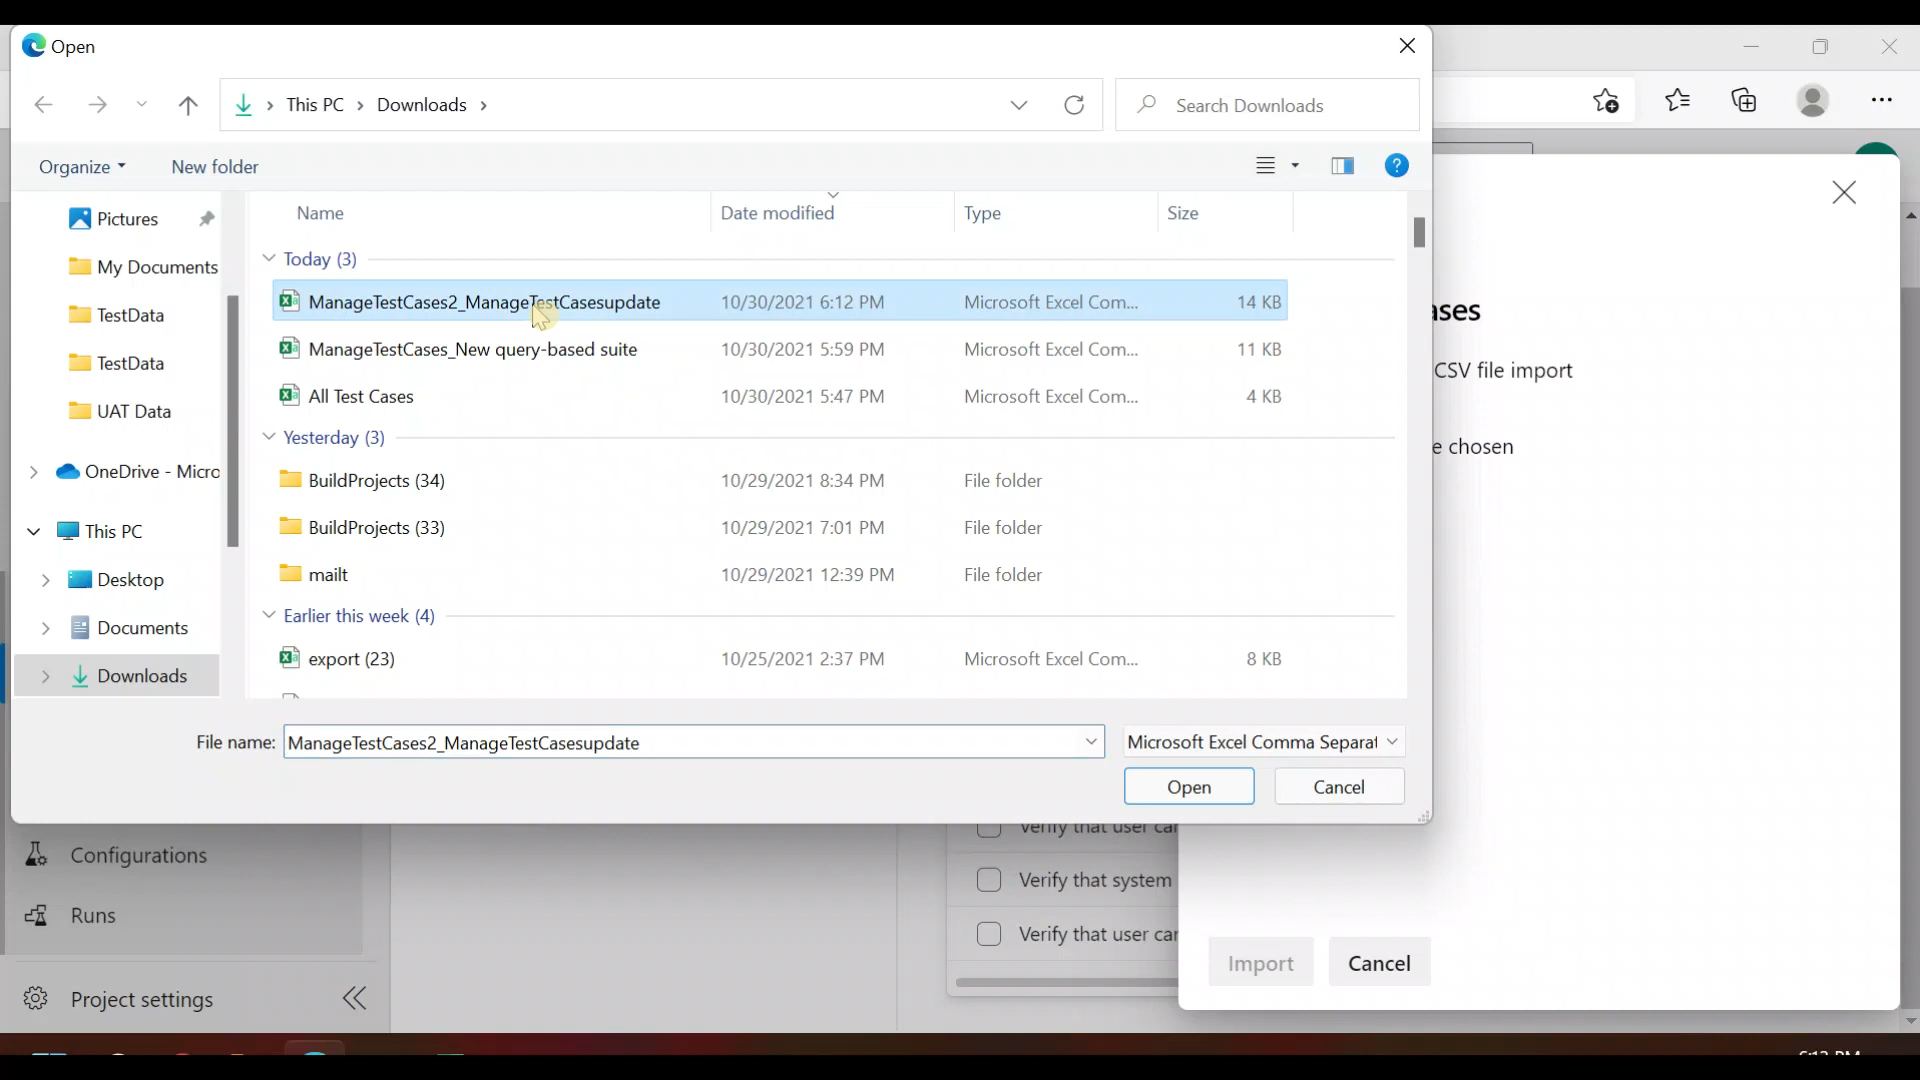 Open
This PC > Downloads >
Search Downloads
Organize
New folder
Name
Date modified
Type
Size
Pictures
My Documents
TestData
TestData
UAT Data
OneDrive - Micro
This PC
Desktop
Documents
Downloads
Today (3)
ManageTestCases2_ManageTestCasesupdate 10/30/2021 6:12 PM Microsoft Excel Com... 14 KB
ManageTestCases_New query-based suite 10/30/2021 5:59 PM Microsoft Excel Com... 11 KB
All Test Cases 10/30/2021 5:47 PM Microsoft Excel Com... 4 KB
Yesterday (3)
BuildProjects (34) 10/29/2021 8:34 PM File folder
BuildProjects (33) 10/29/2021 7:01 PM File folder
mailt 10/29/2021 12:39 PM File folder
Earlier this week (4)
export (23) 10/25/2021 2:37 PM Microsoft Excel Com... 8 KB
File name: ManageTestCases2_ManageTestCasesupdate
Microsoft Excel Comma Separat
Open
Cancel
ases
CSV file import
e chosen
Configurations
Runs
Project settings
Verify that user car
Verify that system
Verify that user car
Import
Cancel